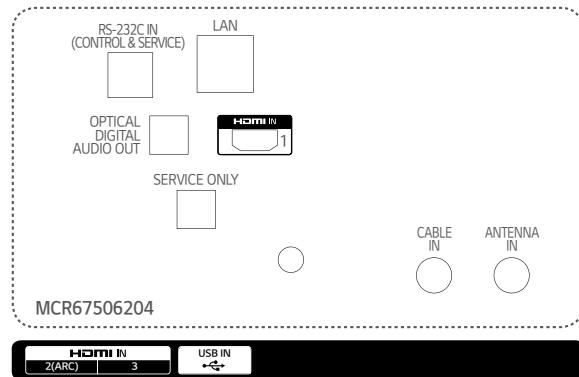 RS-232C IN
(CONTROL & SERVICE)
LAN
OPTICAL
DIGITAL
AUDIO OUT
HDMI IN
1
SERVICE ONLY
CABLE
IN
ANTENNA
IN
MCR67506204
HDMI IN
2(ARC)
3
USB IN